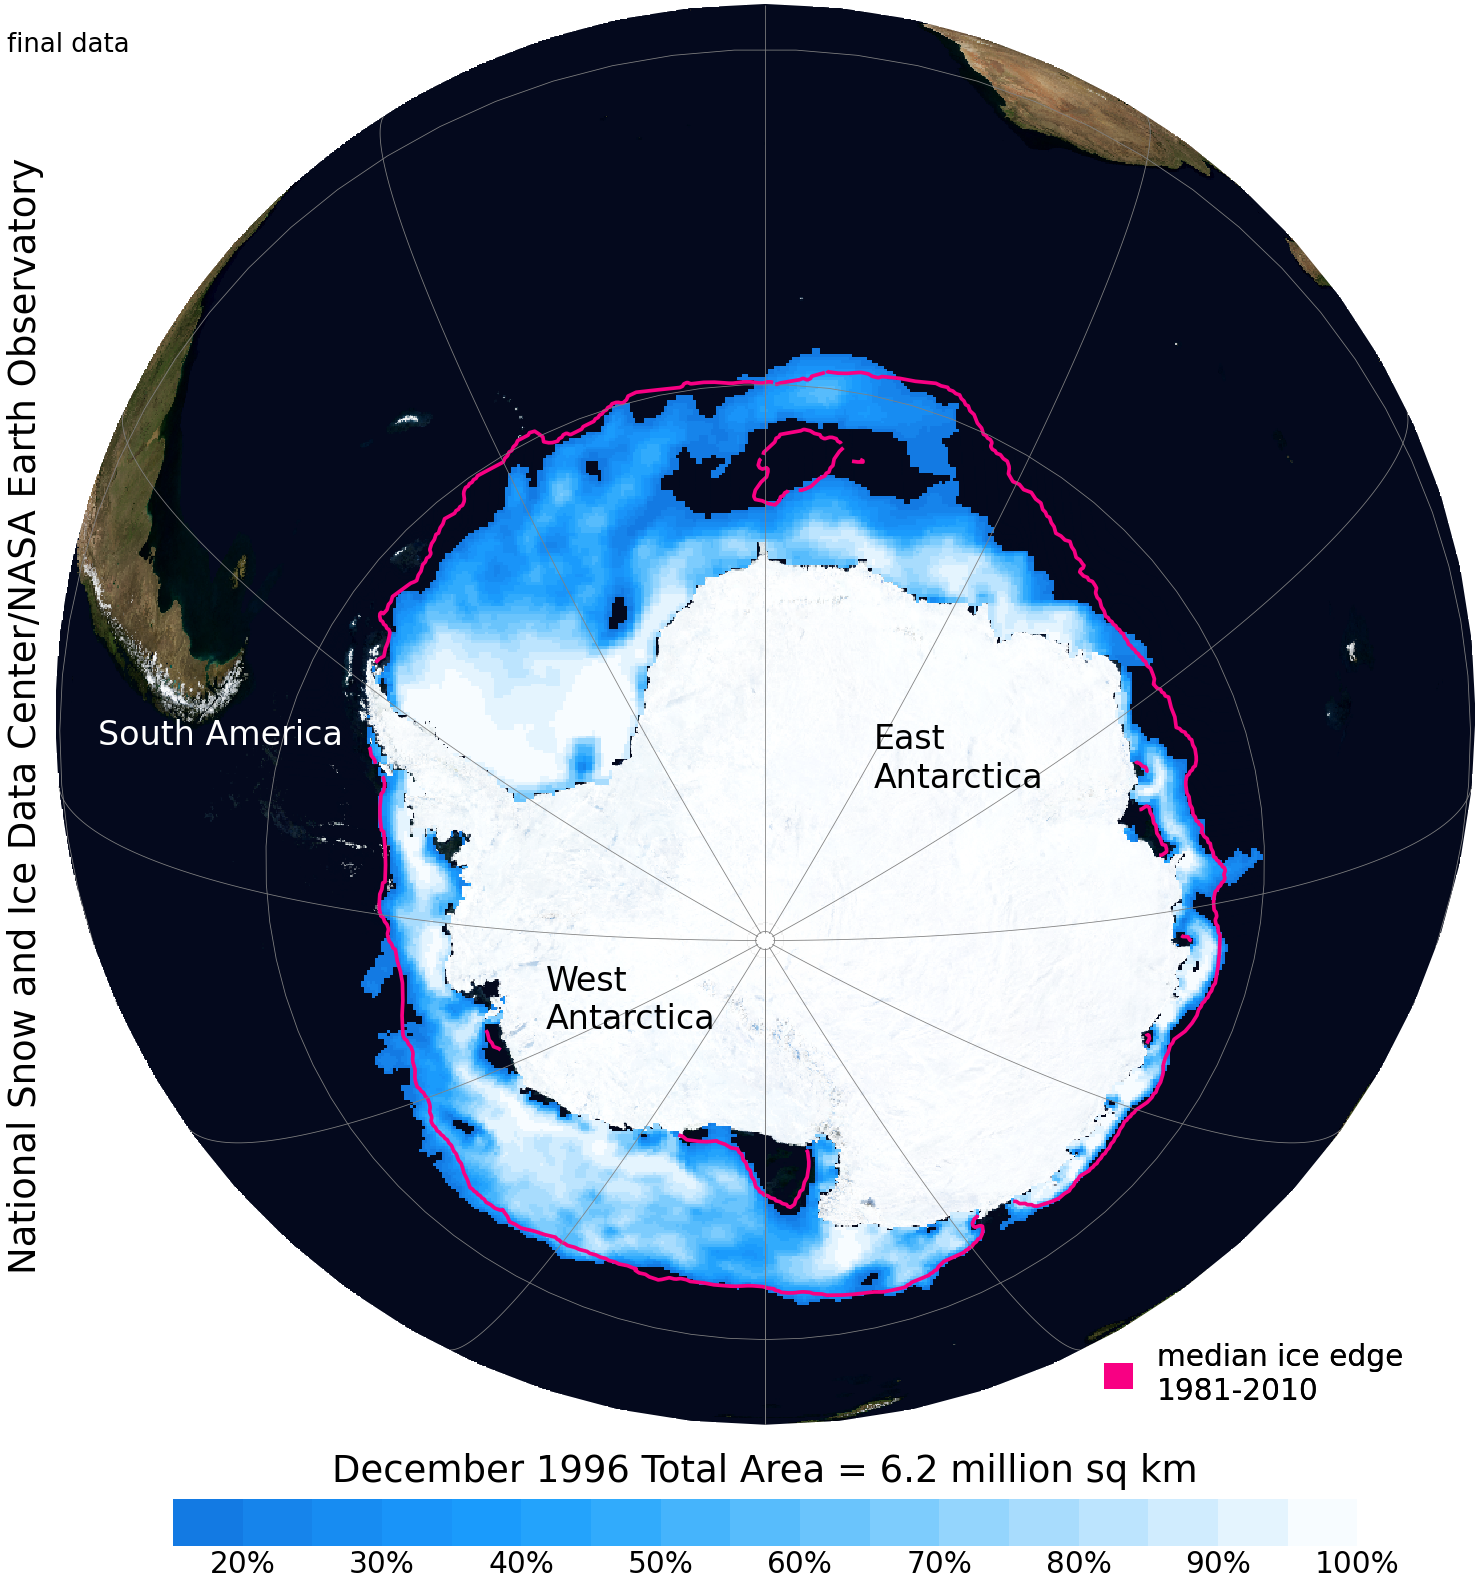 final data
National Snow and Ice Data Center/NASA Earth Observatory
South America
East
Antarctica
West
Antarctica
median ice edge
1981-2010
December 1996 Total Area = 6.2 million sq km
20% 30% 40% 50% 60% 70% 80% 90% 100%